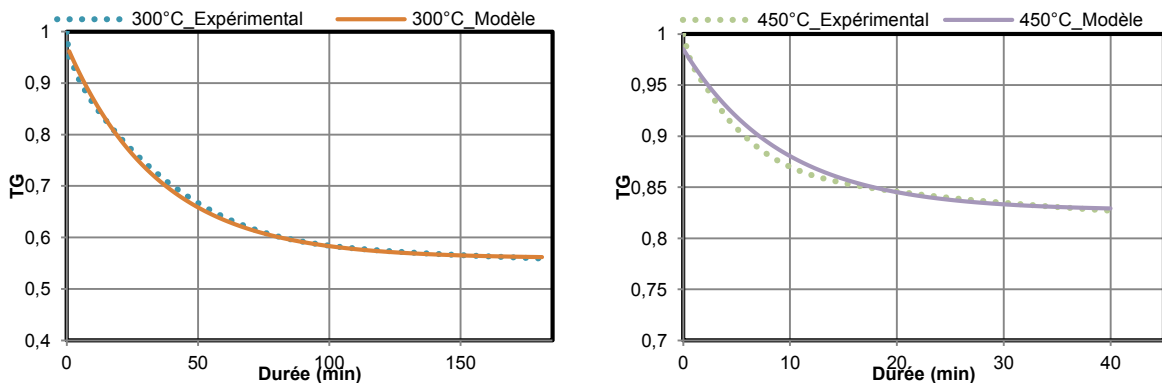 300°C_Expérimental 300°C_Modèle
1
0,9
0,8
0,7
0,6
0,5
0,4
TG
0 50 100 150
Durée (min)
450°C_Expérimental 450°C_Modèle
1
0,95
0,9
0,85
0,8
0,75
0,7
TG
0 10 20 30 40
Durée (min)